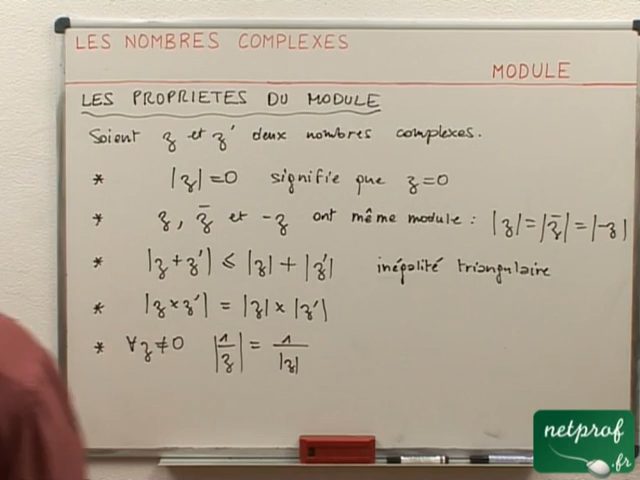 LES NOMBRES COMPLEXES
MODULE
LES PROPRIETES DU MODULE
Soient z et z' deux nombres complexes.
* |z|=0 signifie que z=0
* z, z̄ et -z ont même module : |z|=|z̄|=|-z|
* |z+z'| ≤ |z|+|z'| inégalité triangulaire
* |z×z'| = |z|×|z'|
* ∀z≠0 |1/z| = 1/|z|
netprof
.fr